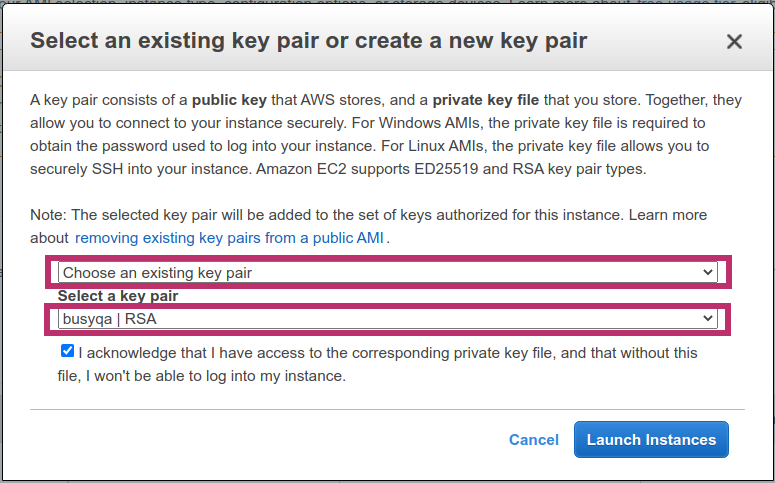 Select an existing key pair or create a new key pair
A key pair consists of a public key that AWS stores, and a private key file that you store. Together, they
allow you to connect to your instance securely. For Windows AMIs, the private key file is required to
obtain the password used to log into your instance. For Linux AMIs, the private key file allows you to
securely SSH into your instance. Amazon EC2 supports ED25519 and RSA key pair types.
Note: The selected key pair will be added to the set of keys authorized for this instance. Learn more
about removing existing key pairs from a public AMI .
Choose an existing key pair
Select a key pair
busyqa | RSA
I acknowledge that I have access to the corresponding private key file, and that without this
file, I won't be able to log into my instance.
Cancel Launch Instances